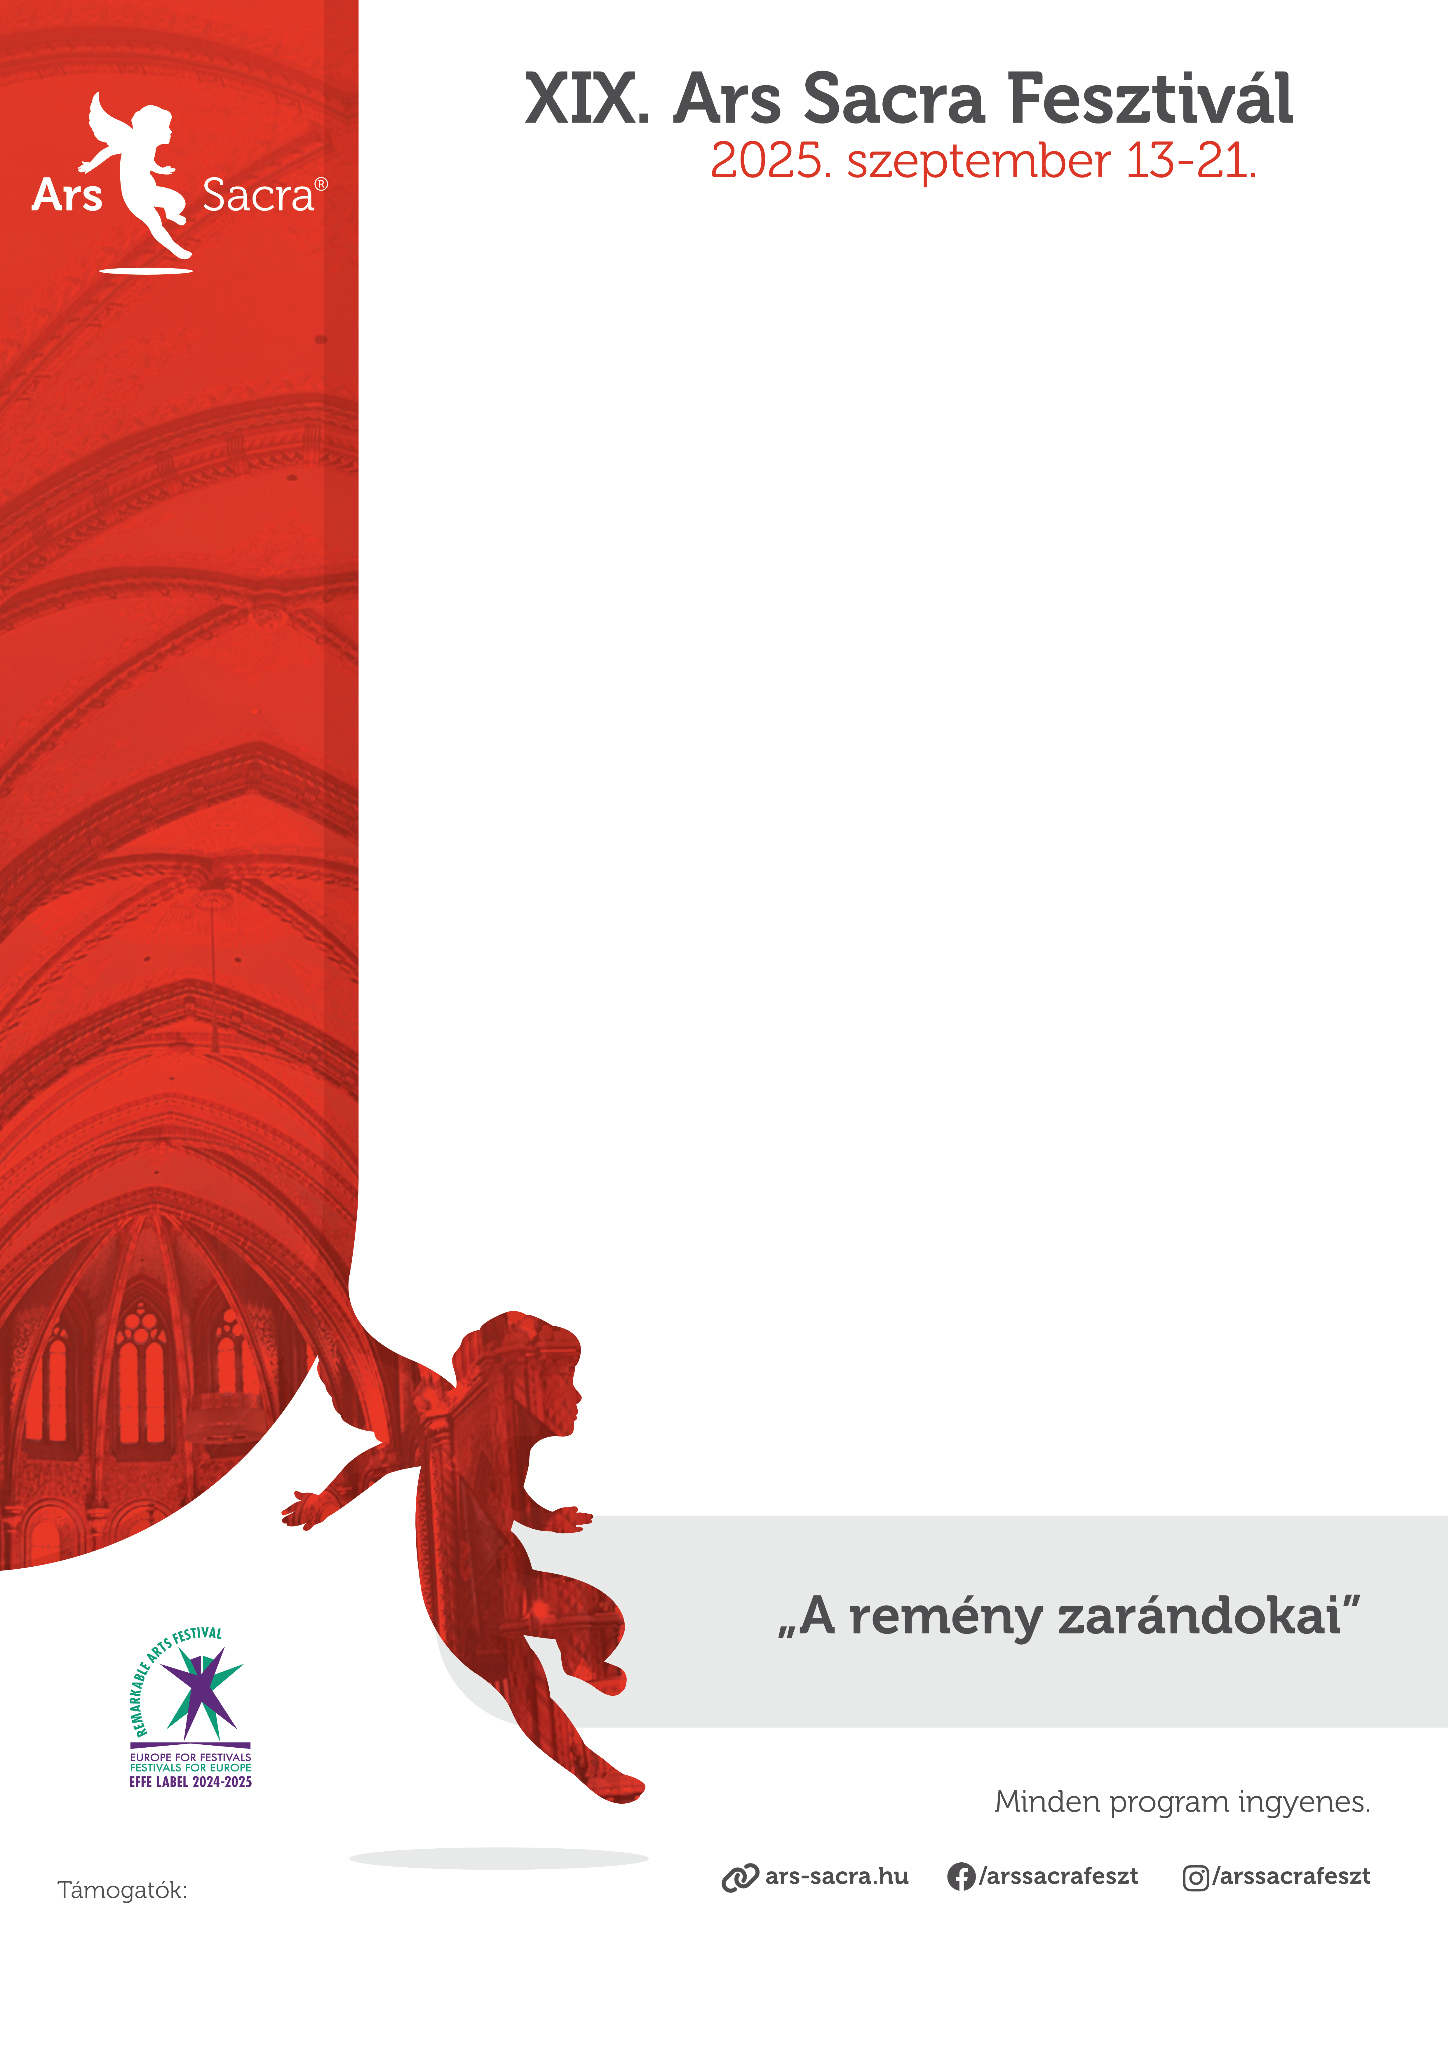 XIX. Ars Sacra Fesztivál
2025. szeptember 13-21.
Ars Sacra®
„A remény zarándokai”
REMARKABLE ARTS FESTIVAL
EUROPE FOR FESTIVALS
FESTIVALS FOR EUROPE
EFFE LABEL 2024-2025
Minden program ingyenes.
ars-sacra.hu /arssacrafeszt /arssacrafeszt
Támogatók: